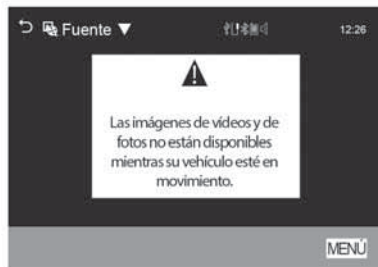 Fuente ▼
12:26
Las imágenes de vídeos y de
fotos no están disponibles
mientras su vehículo esté en
movimiento.
MENÚ